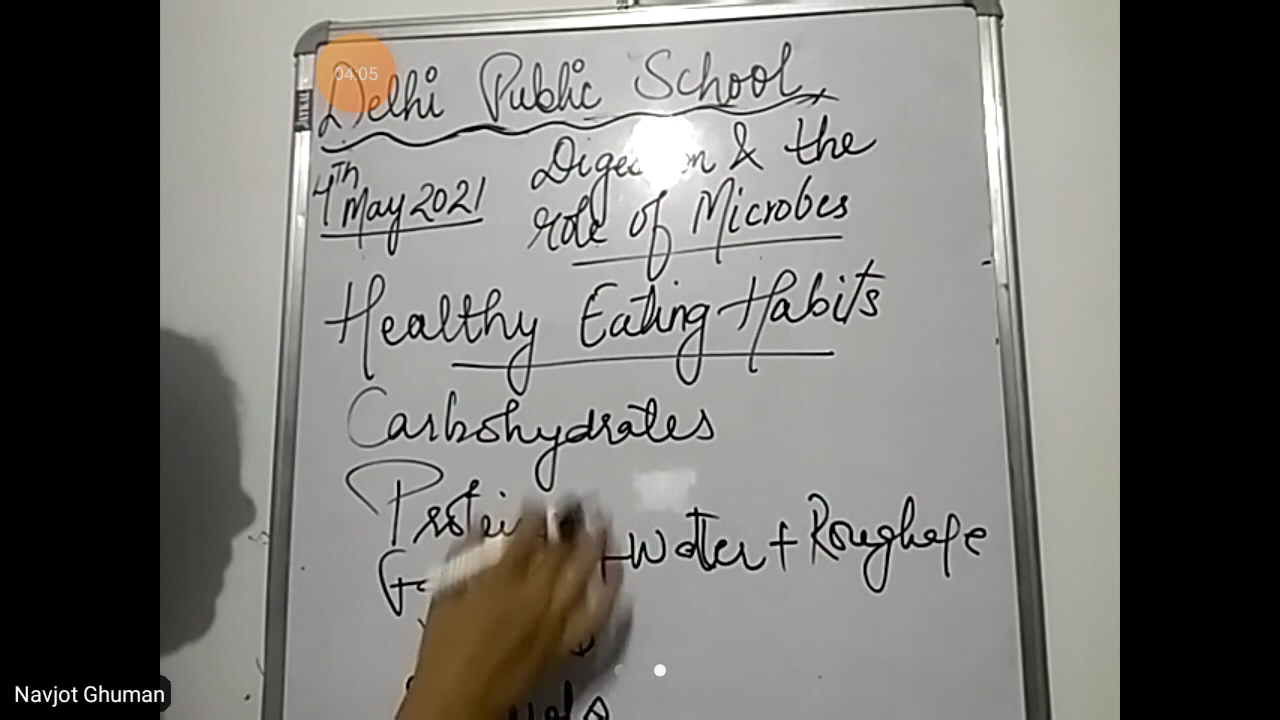 04:05
Delhi Public School
4th May 2021
Digestion & the
role of Microbes
Healthy Eating Habits
Carbohydrates
+ Water + Roughage
Navjot Ghuman